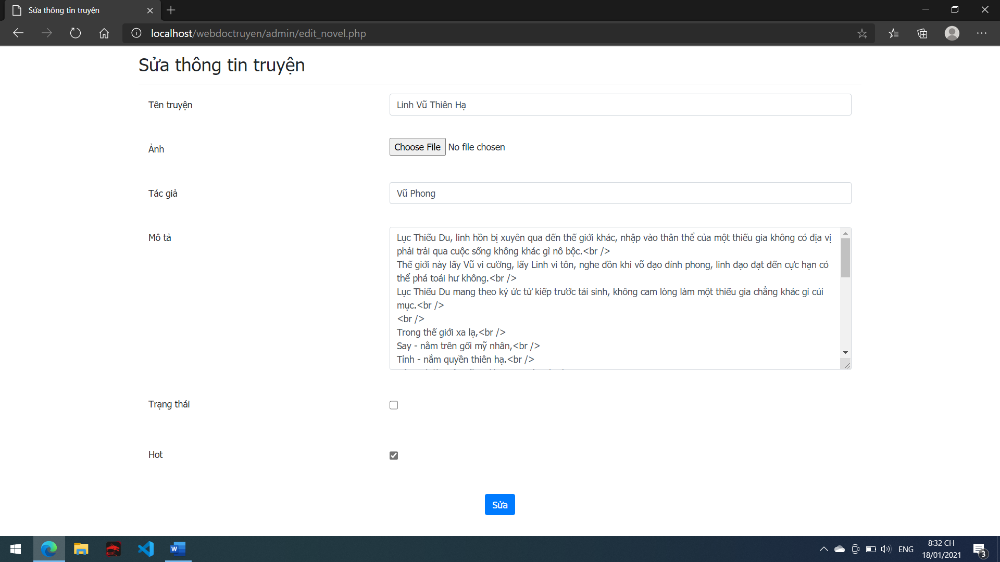 Sửa thông tin truyện
localhost/webdoctruyen/admin/edit_novel.php
Sửa thông tin truyện
Tên truyện
Linh Vũ Thiên Hạ
Ảnh
Choose File No file chosen
Tác giả
Vũ Phong
Mô tả
Lục Thiếu Du, linh hồn bị xuyên qua đến thế giới khác, nhập vào thân thể của một thiếu gia không có địa vị
phải trải qua cuộc sống không khác gì nô bộc.<br />
Thế giới này lấy Vũ vi cường, lấy Linh vi tôn, nghe đồn khi võ đạo đỉnh phong, linh đạo đạt đến cực hạn có
thể phá toái hư không.<br />
Lục Thiếu Du mang theo ký ức từ kiếp trước tái sinh, không cam lòng làm một thiếu gia chẳng khác gì củi
mục.<br />
<br />
Trong thế giới xa lạ,<br />
Say - nằm trên gối mỹ nhân,<br />
Tỉnh - nắm quyền thiên hạ.<br />
Trạng thái
Hot
Sửa
ENG
8:32 CH
18/01/2021
3